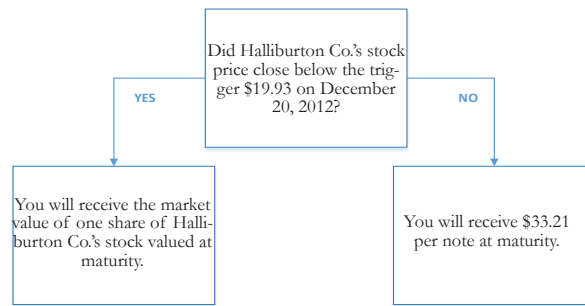 Did Halliburton Co.'s stock
price close below the trig-
ger $19.93 on December
20, 2012?
YES
NO
You will receive the market
value of one share of Halli-
burton Co.'s stock valued at
maturity.
You will receive $33.21
per note at maturity.